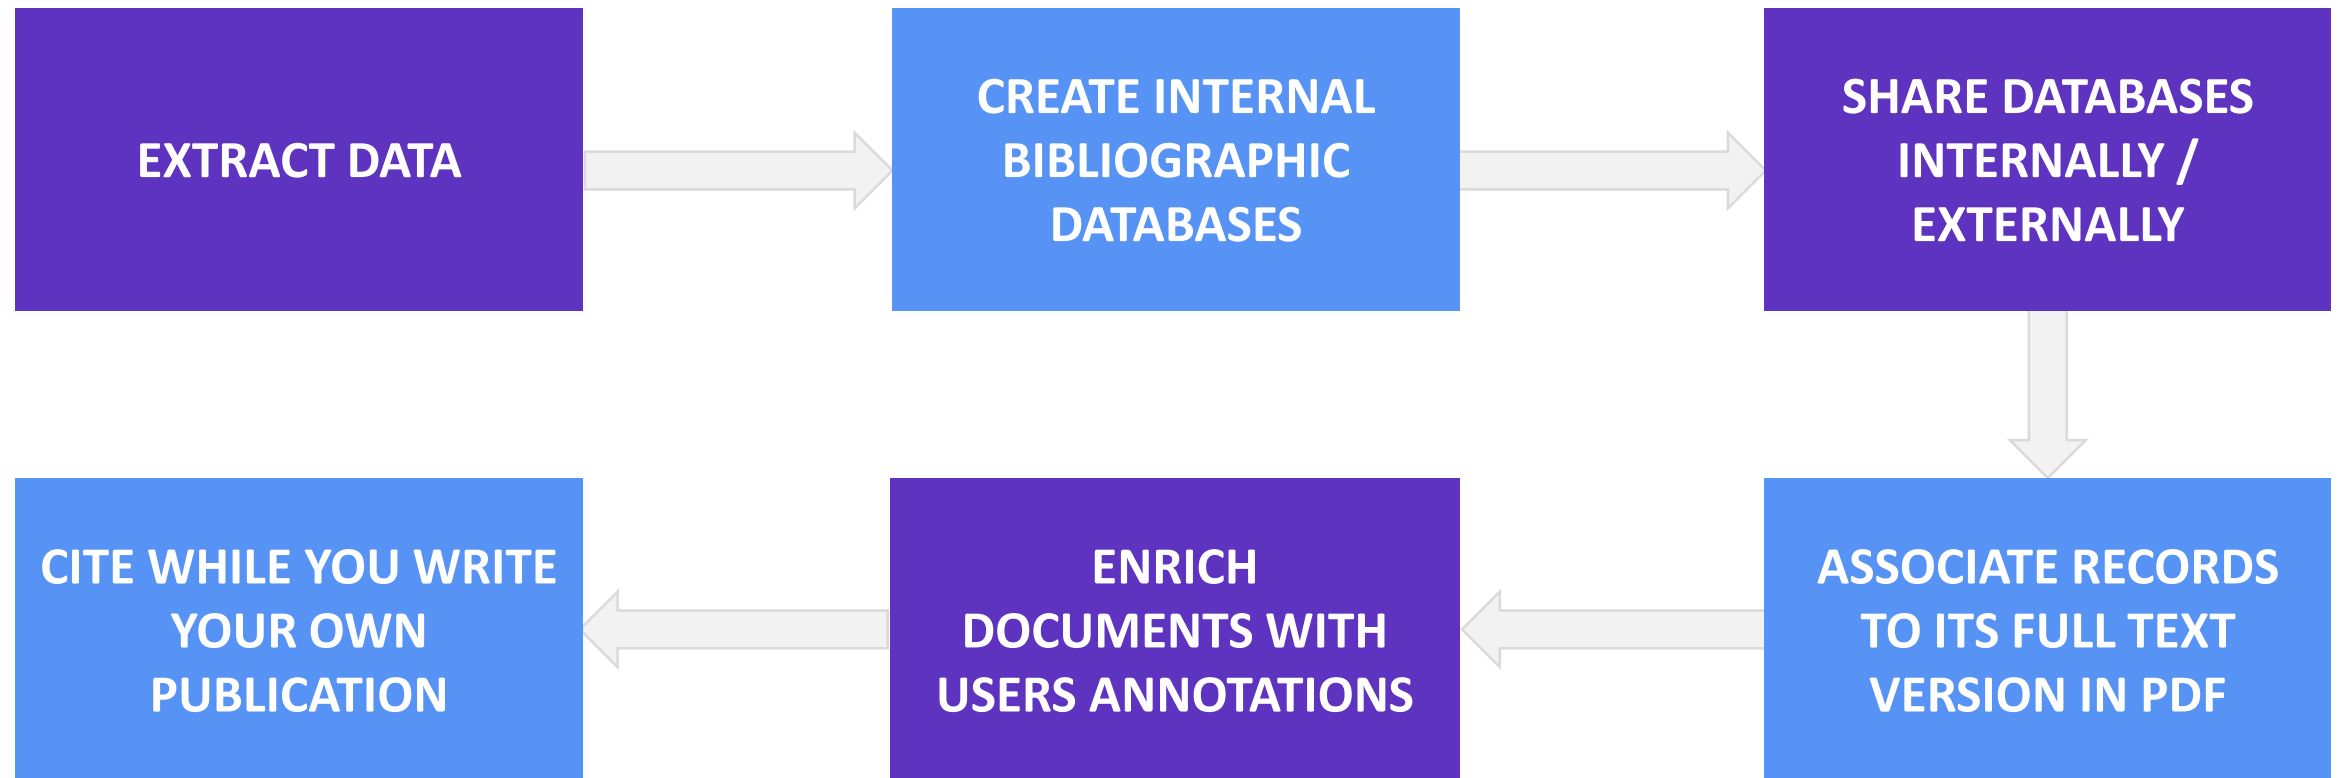 EXTRACT DATA
CREATE INTERNAL
BIBLIOGRAPHIC
DATABASES
SHARE DATABASES
INTERNALLY /
EXTERNALLY
ASSOCIATE RECORDS
TO ITS FULL TEXT
VERSION IN PDF
ENRICH
DOCUMENTS WITH
USERS ANNOTATIONS
CITE WHILE YOU WRITE
YOUR OWN
PUBLICATION